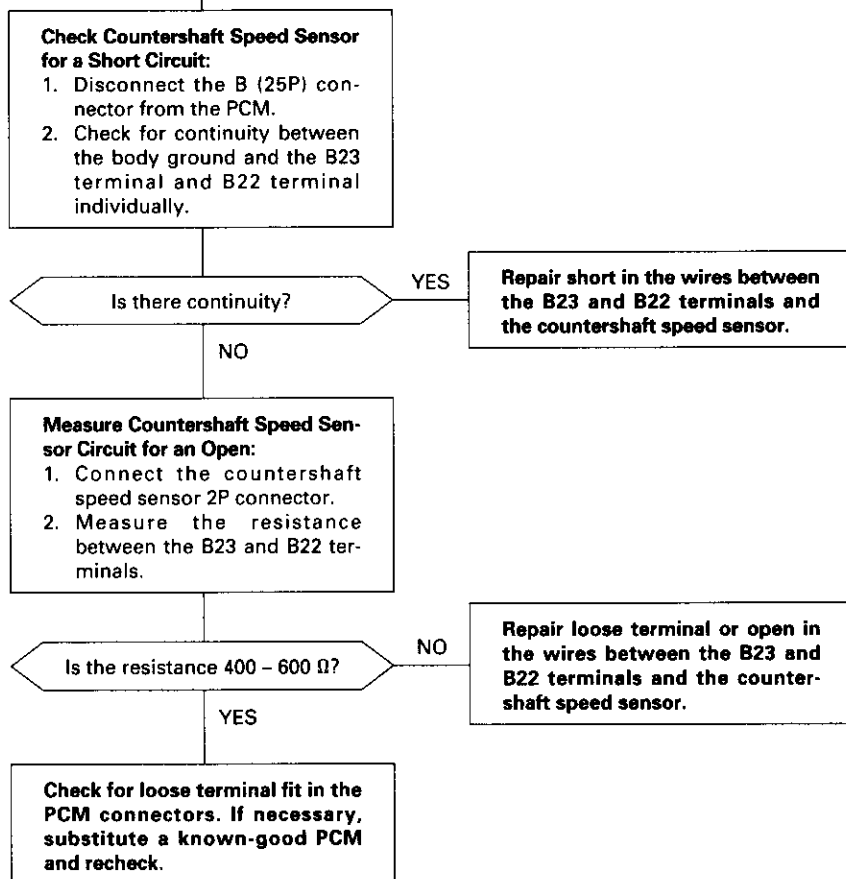 Check Countershaft Speed Sensor
for a Short Circuit:
1. Disconnect the B (25P) con-
nector from the PCM.
2. Check for continuity between
the body ground and the B23
terminal and B22 terminal
individually.
Is there continuity?
YES
Repair short in the wires between
the B23 and B22 terminals and
the countershaft speed sensor.
NO
Measure Countershaft Speed Sen-
sor Circuit for an Open:
1. Connect the countershaft
speed sensor 2P connector.
2. Measure the resistance
between the B23 and B22 ter-
minals.
Is the resistance 400 – 600 Ω?
NO
Repair loose terminal or open in
the wires between the B23 and
B22 terminals and the counter-
shaft speed sensor.
YES
Check for loose terminal fit in the
PCM connectors. If necessary,
substitute a known-good PCM
and recheck.